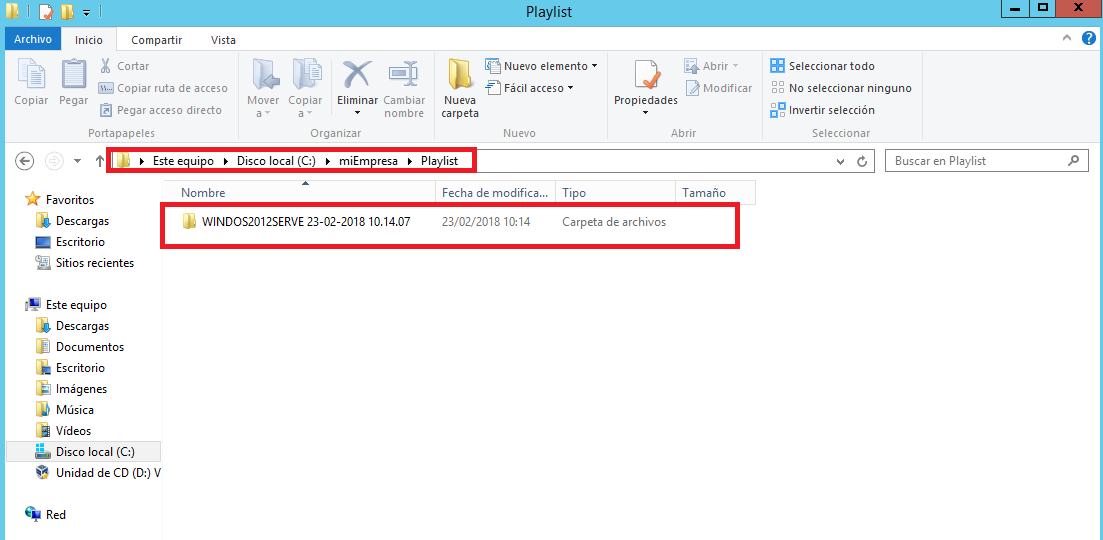 Playlist
Archivo Inicio Compartir Vista
Copiar
Pegar
Cortar
Copiar ruta de acceso
Pegar acceso directo
Portapapeles
Mover a
Copiar a
Eliminar
Cambiar nombre
Organizar
Nueva carpeta
Nuevo elemento
Fácil acceso
Nuevo
Propiedades
Abrir
Modificar
Abrir
Seleccionar todo
No seleccionar ninguno
Invertir selección
Seleccionar
Este equipo Disco local (C:) miEmpresa Playlist
Buscar en Playlist
Nombre Fecha de modifica... Tipo Tamaño
WINDOS2012SERVE 23-02-2018 10.14.07 23/02/2018 10:14 Carpeta de archivos
Favoritos
Descargas
Escritorio
Sitios recientes
Este equipo
Descargas
Documentos
Escritorio
Imágenes
Música
Vídeos
Disco local (C:)
Unidad de CD (D:) V
Red